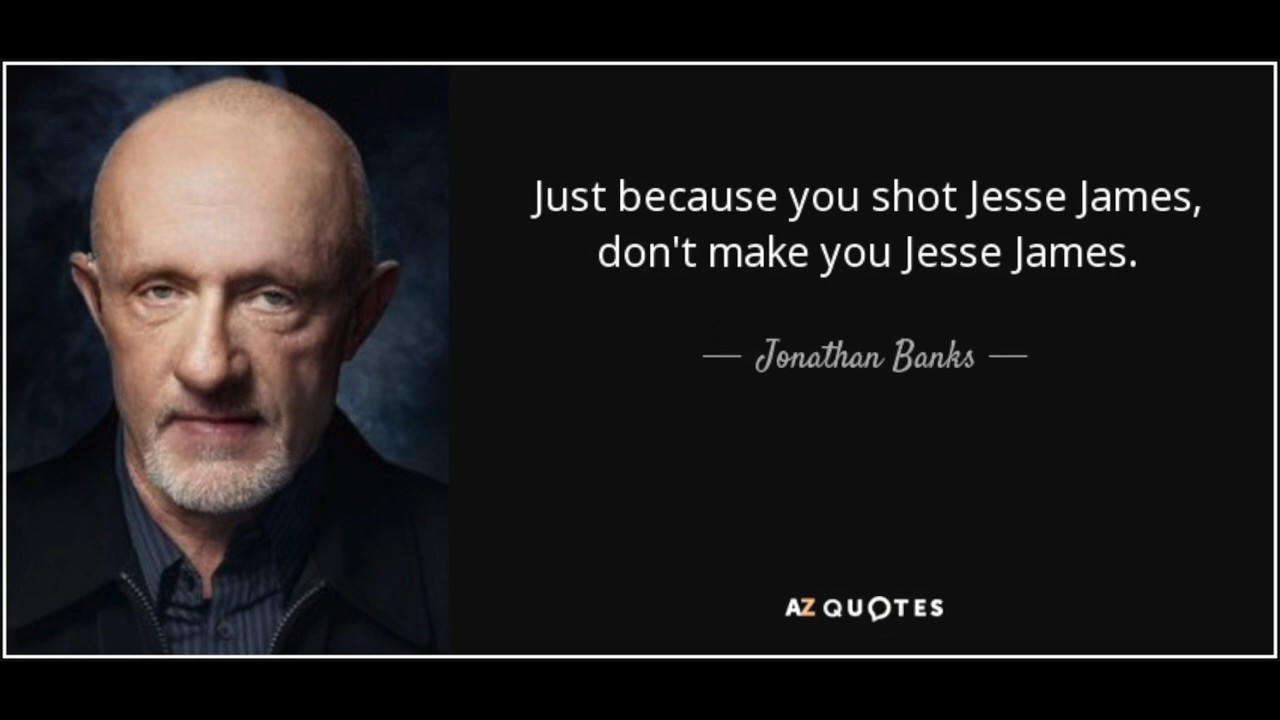 Just because you shot Jesse James,
don't make you Jesse James.
— Jonathan Banks —
AZ QUOTES